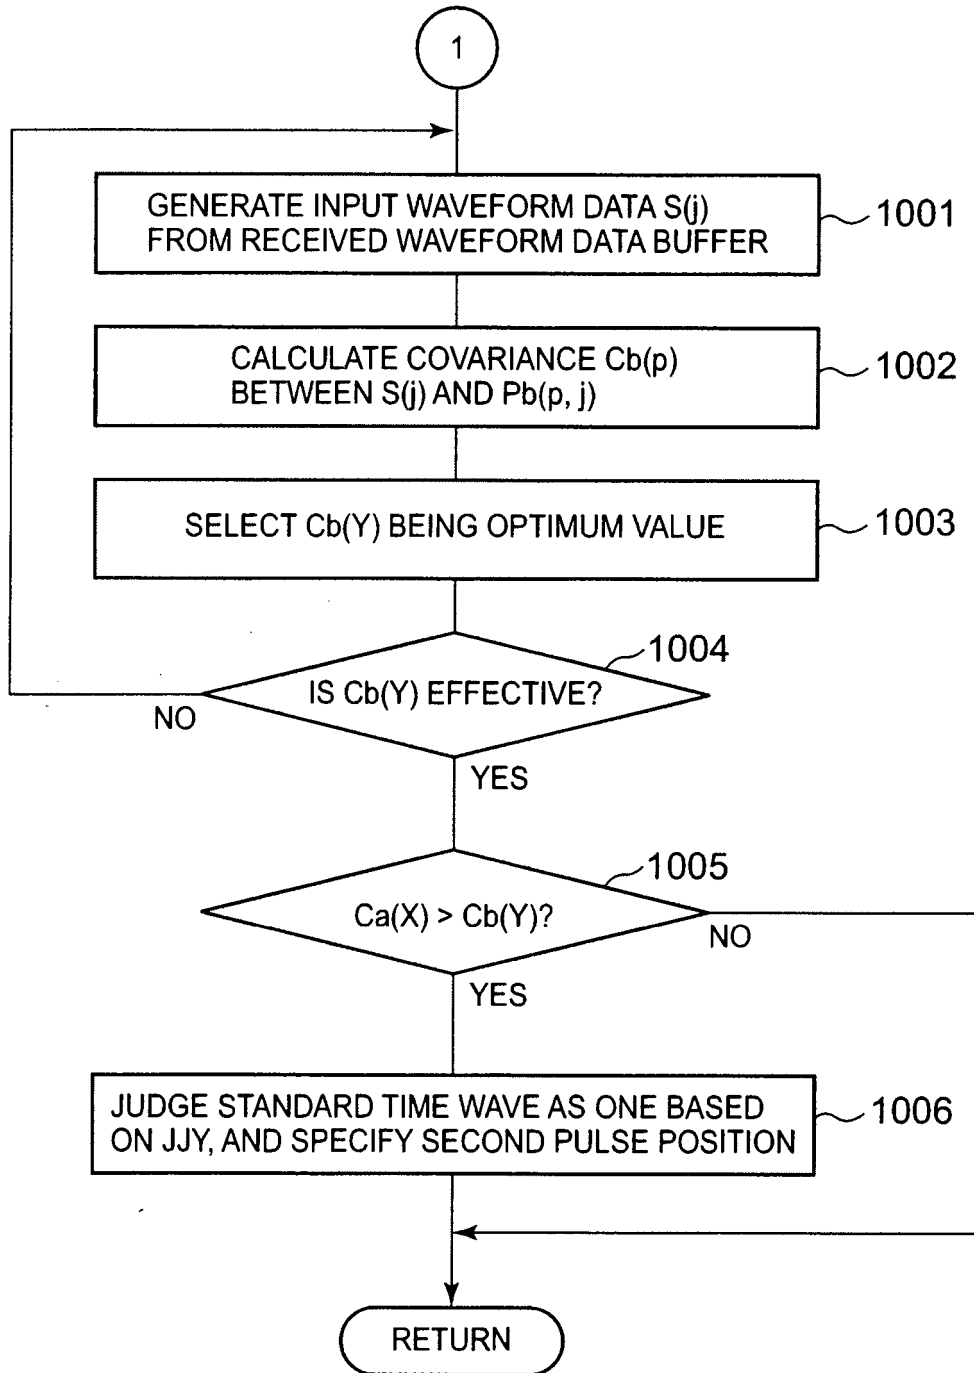 1
GENERATE INPUT WAVEFORM DATA S(j)
FROM RECEIVED WAVEFORM DATA BUFFER
1001
CALCULATE COVARIANCE Cb(p)
BETWEEN S(j) AND Pb(p, j)
1002
SELECT Cb(Y) BEING OPTIMUM VALUE
1003
1004
IS Cb(Y) EFFECTIVE?
NO
YES
1005
Ca(X) > Cb(Y)?
NO
YES
JUDGE STANDARD TIME WAVE AS ONE BASED
ON JJY, AND SPECIFY SECOND PULSE POSITION
1006
RETURN